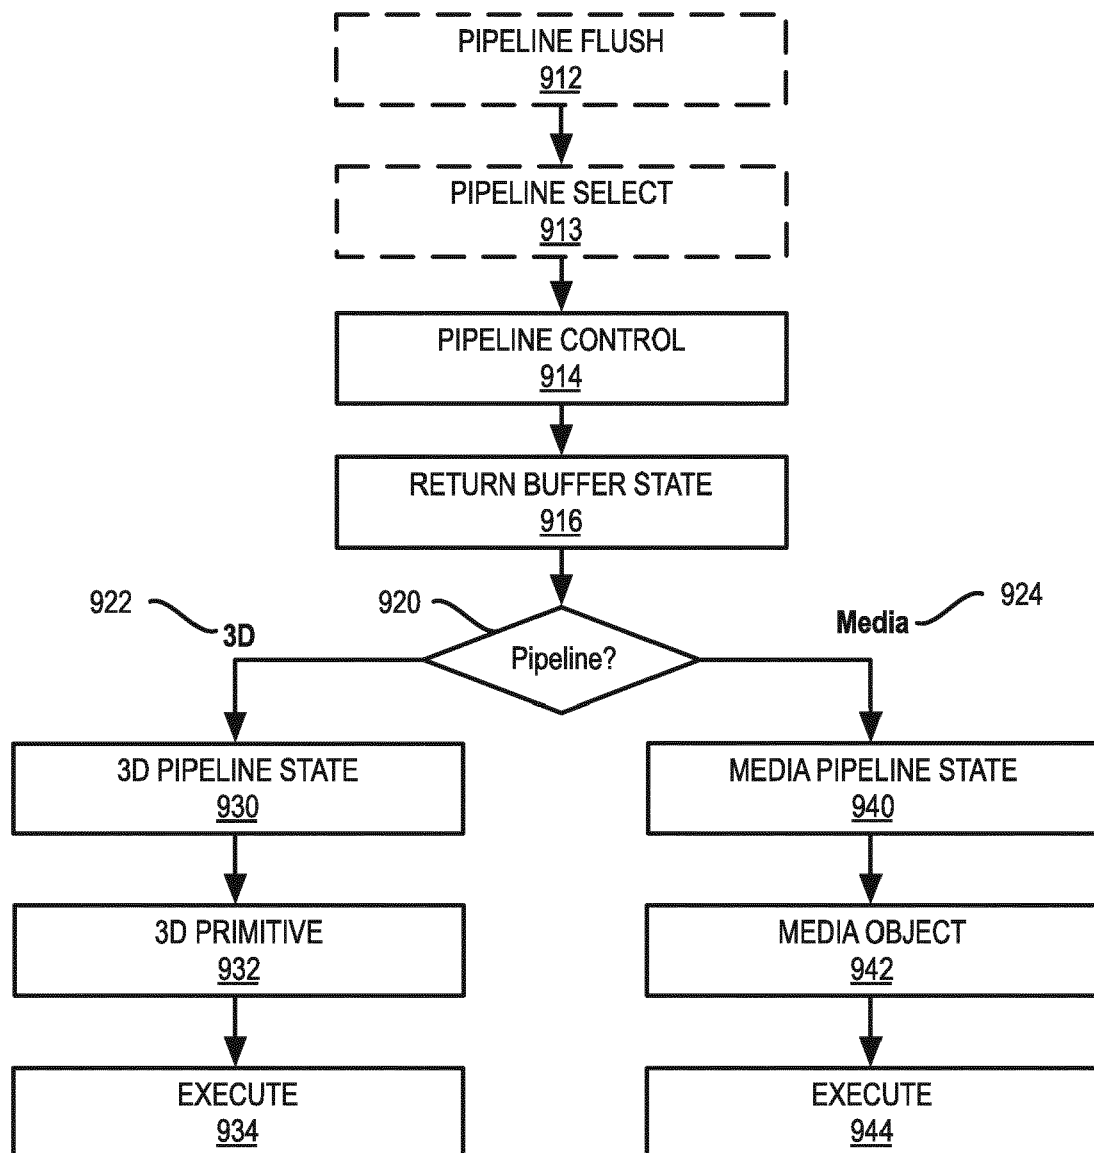 PIPELINE FLUSH
912
PIPELINE SELECT
913
PIPELINE CONTROL
914
RETURN BUFFER STATE
916
922
3D
920
Pipeline?
Media
924
3D PIPELINE STATE
930
MEDIA PIPELINE STATE
940
3D PRIMITIVE
932
MEDIA OBJECT
942
EXECUTE
934
EXECUTE
944